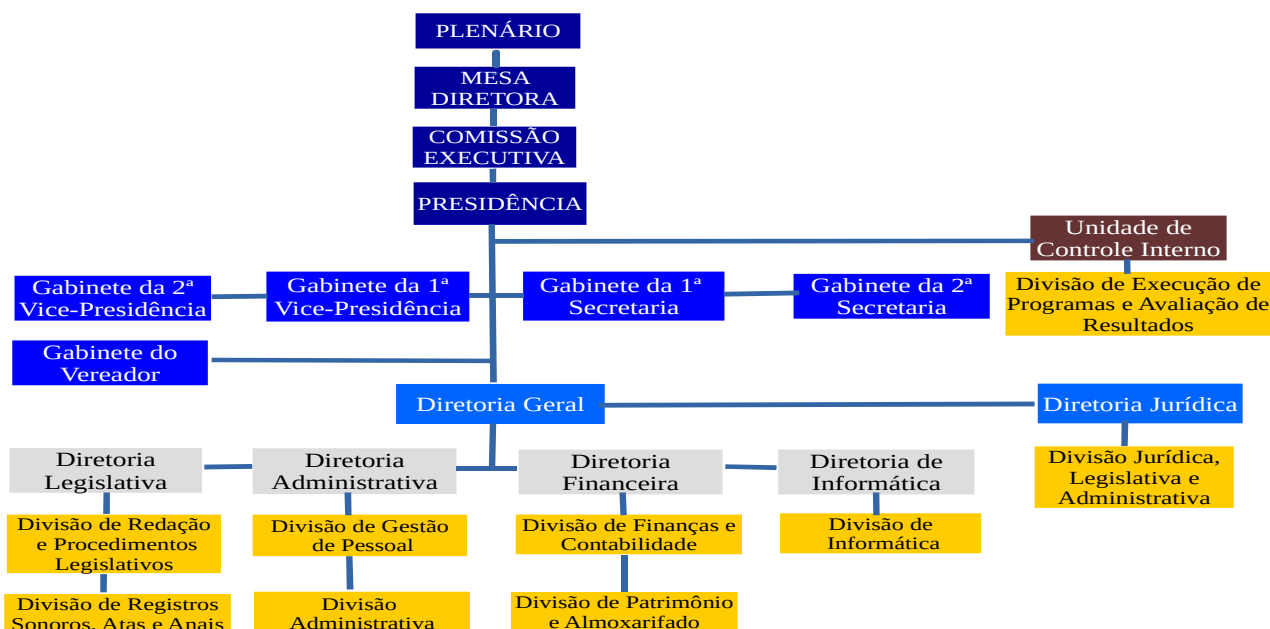 PLENÁRIO
MESA
DIRETORA
COMISSÃO
EXECUTIVA
PRESIDÊNCIA
Unidade de
Controle Interno
Divisão de Execução de
Programas e Avaliação de
Resultados
Gabinete da 2ª
Vice-Presidência
Gabinete da 1ª
Vice-Presidência
Gabinete da 1ª
Secretaria
Gabinete da 2ª
Secretaria
Gabinete do
Vereador
Diretoria Geral
Diretoria Jurídica
Divisão Jurídica,
Legislativa e
Administrativa
Diretoria
Legislativa
Diretoria
Administrativa
Diretoria
Financeira
Diretoria de
Informática
Divisão de Redação
e Procedimentos
Legislativos
Divisão de Gestão
de Pessoal
Divisão de Finanças e
Contabilidade
Divisão de
Informática
Divisão de Registros
Sonoros, Atas e Anais
Divisão
Administrativa
Divisão de Patrimônio
e Almoxarifado